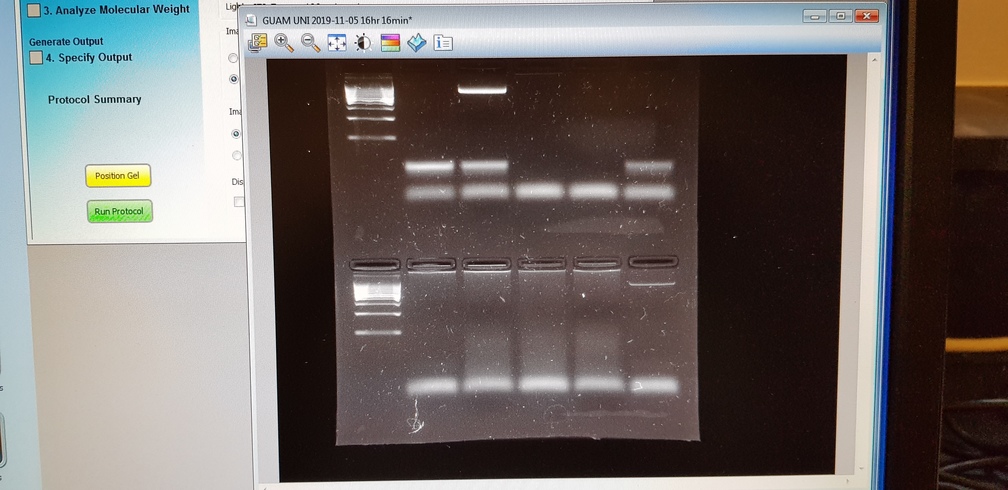 3. Analyze Molecular Weight
Generate Output
4. Specify Output
Protocol Summary
Position Gel
Run Protocol
Ima
Ima
Dis
GUAM UNI 2019-11-05 16hr 16min*